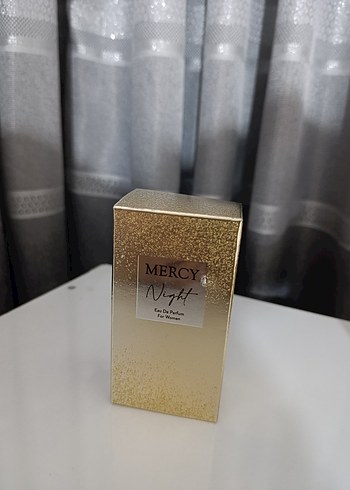 MERCY
Night
Eau De Parfum
For Women